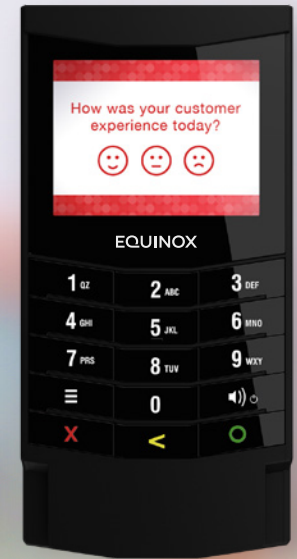 How was your customer
experience today?
EQUINOX
1 QZ 2 ABC 3 DEF
4 GHI 5 JKL 6 MNO
7 PRS 8 TUV 9 WXY
0
X < O